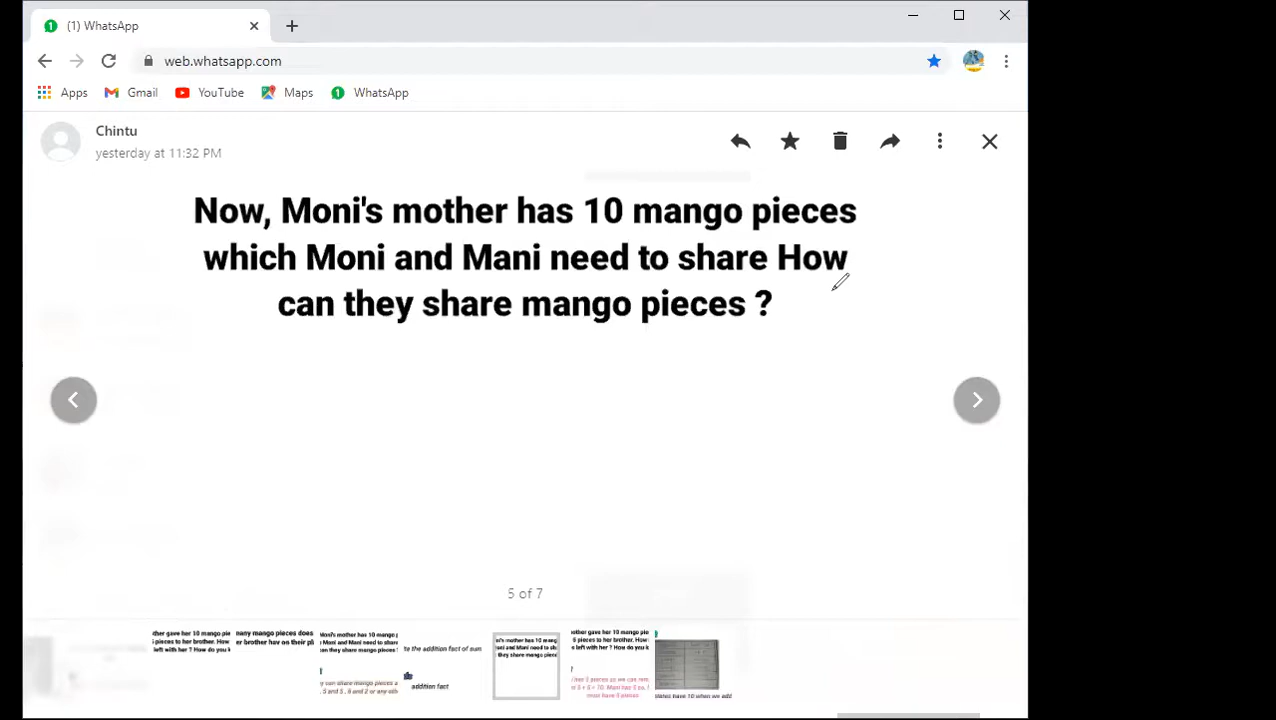 (1) WhatsApp
web.whatsapp.com
Apps Gmail YouTube Maps WhatsApp
Chintu
yesterday at 11:32 PM
Now, Moni's mother has 10 mango pieces
which Moni and Mani need to share How
can they share mango pieces ?
5 of 7